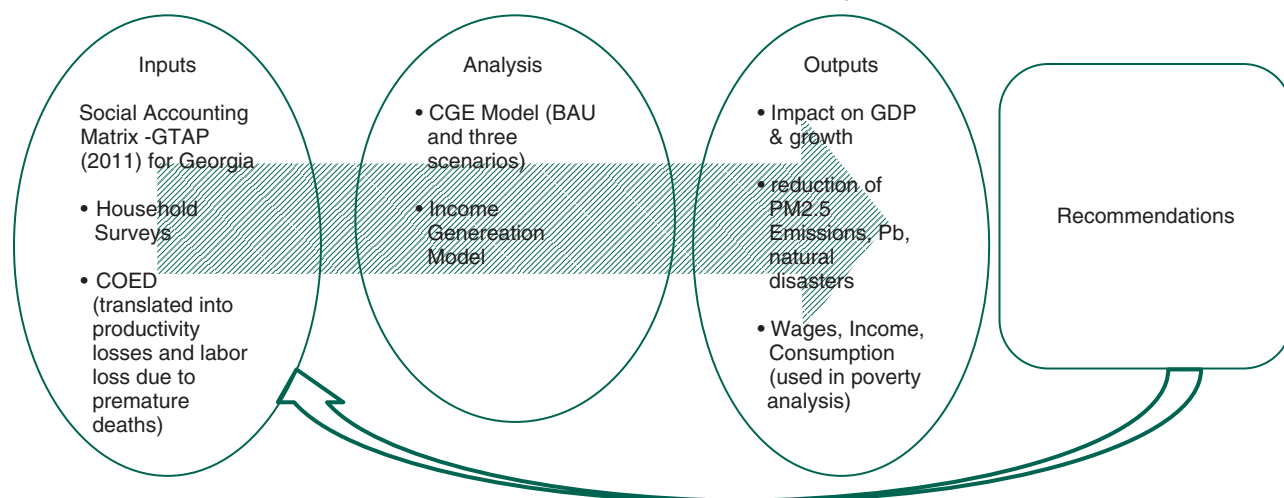 Inputs
Social Accounting
Matrix -GTAP
(2011) for Georgia
• Household
Surveys
• COED
(translated into
productivity
losses and labor
loss due to
premature
deaths)
Analysis
• CGE Model (BAU
and three
scenarios)
• Income
Genereation
Model
Outputs
• Impact on GDP
& growth
• reduction of
PM2.5
Emissions, Pb,
natural
disasters
• Wages, Income,
Consumption
(used in poverty
analysis)
Recommendations